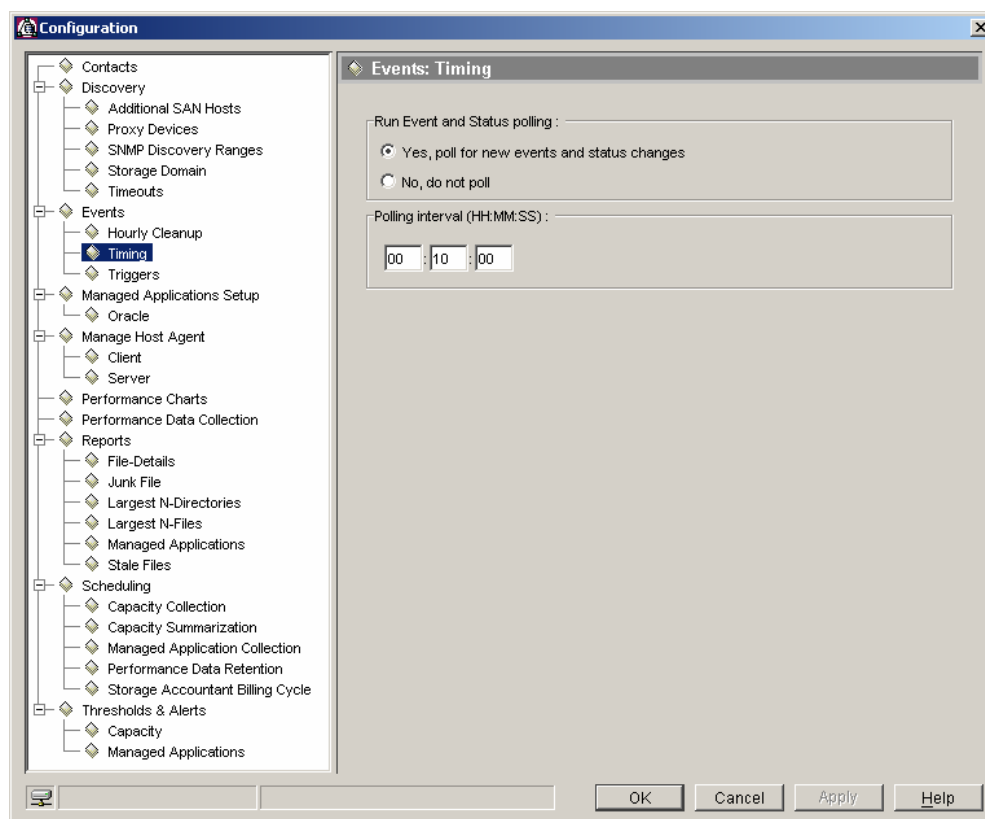 Configuration
Contacts
Discovery
Additional SAN Hosts
Proxy Devices
SNMP Discovery Ranges
Storage Domain
Timeouts
Events
Hourly Cleanup
Timing
Triggers
Managed Applications Setup
Oracle
Manage Host Agent
Client
Server
Performance Charts
Performance Data Collection
Reports
File-Details
Junk File
Largest N-Directories
Largest N-Files
Managed Applications
Stale Files
Scheduling
Capacity Collection
Capacity Summarization
Managed Application Collection
Performance Data Retention
Storage Accountant Billing Cycle
Thresholds & Alerts
Capacity
Managed Applications
Events: Timing
Run Event and Status polling :
Yes, poll for new events and status changes
No, do not poll
Polling interval (HH:MM:SS) :
00 : 10 : 00
OK Cancel Apply Help